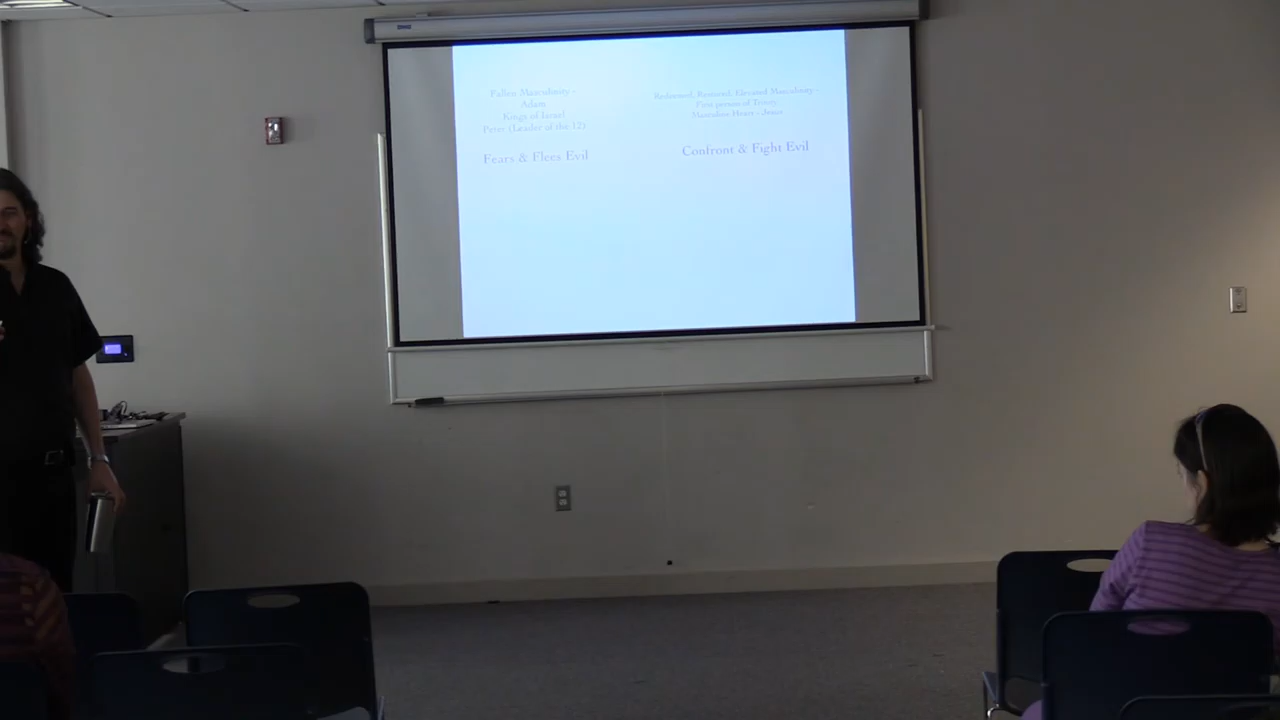 Fallen Masculinity -
Adam
Kings of Israel
Peter (Leader of the 12)
Fears & Flees Evil
Redeemed, Restored, Elevated Masculinity -
First person of Trinity
Masculine Heart - Jesus
Confront & Fight Evil